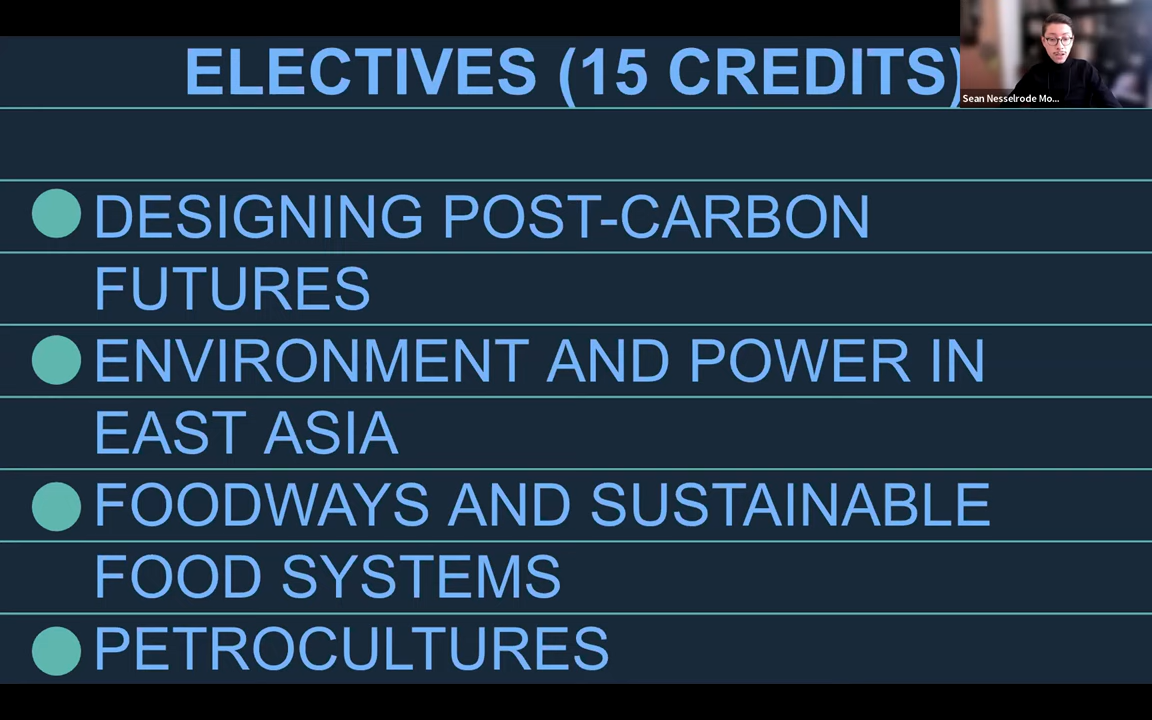 ELECTIVES (15 CREDITS)
Sean Nesselrode Mo...
DESIGNING POST-CARBON
FUTURES
ENVIRONMENT AND POWER IN
EAST ASIA
FOODWAYS AND SUSTAINABLE
FOOD SYSTEMS
PETROCULTURES